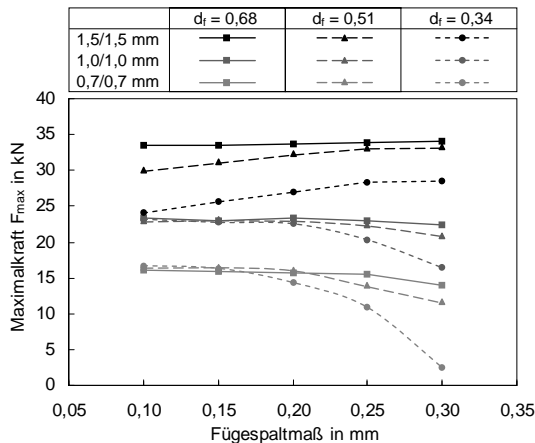 d_f = 0,68 d_f = 0,51 d_f = 0,34
1,5/1,5 mm
1,0/1,0 mm
0,7/0,7 mm
Maximalkraft F_max in kN
40
35
30
25
20
15
10
5
0
0,05 0,10 0,15 0,20 0,25 0,30 0,35
Fügespaltmaß in mm